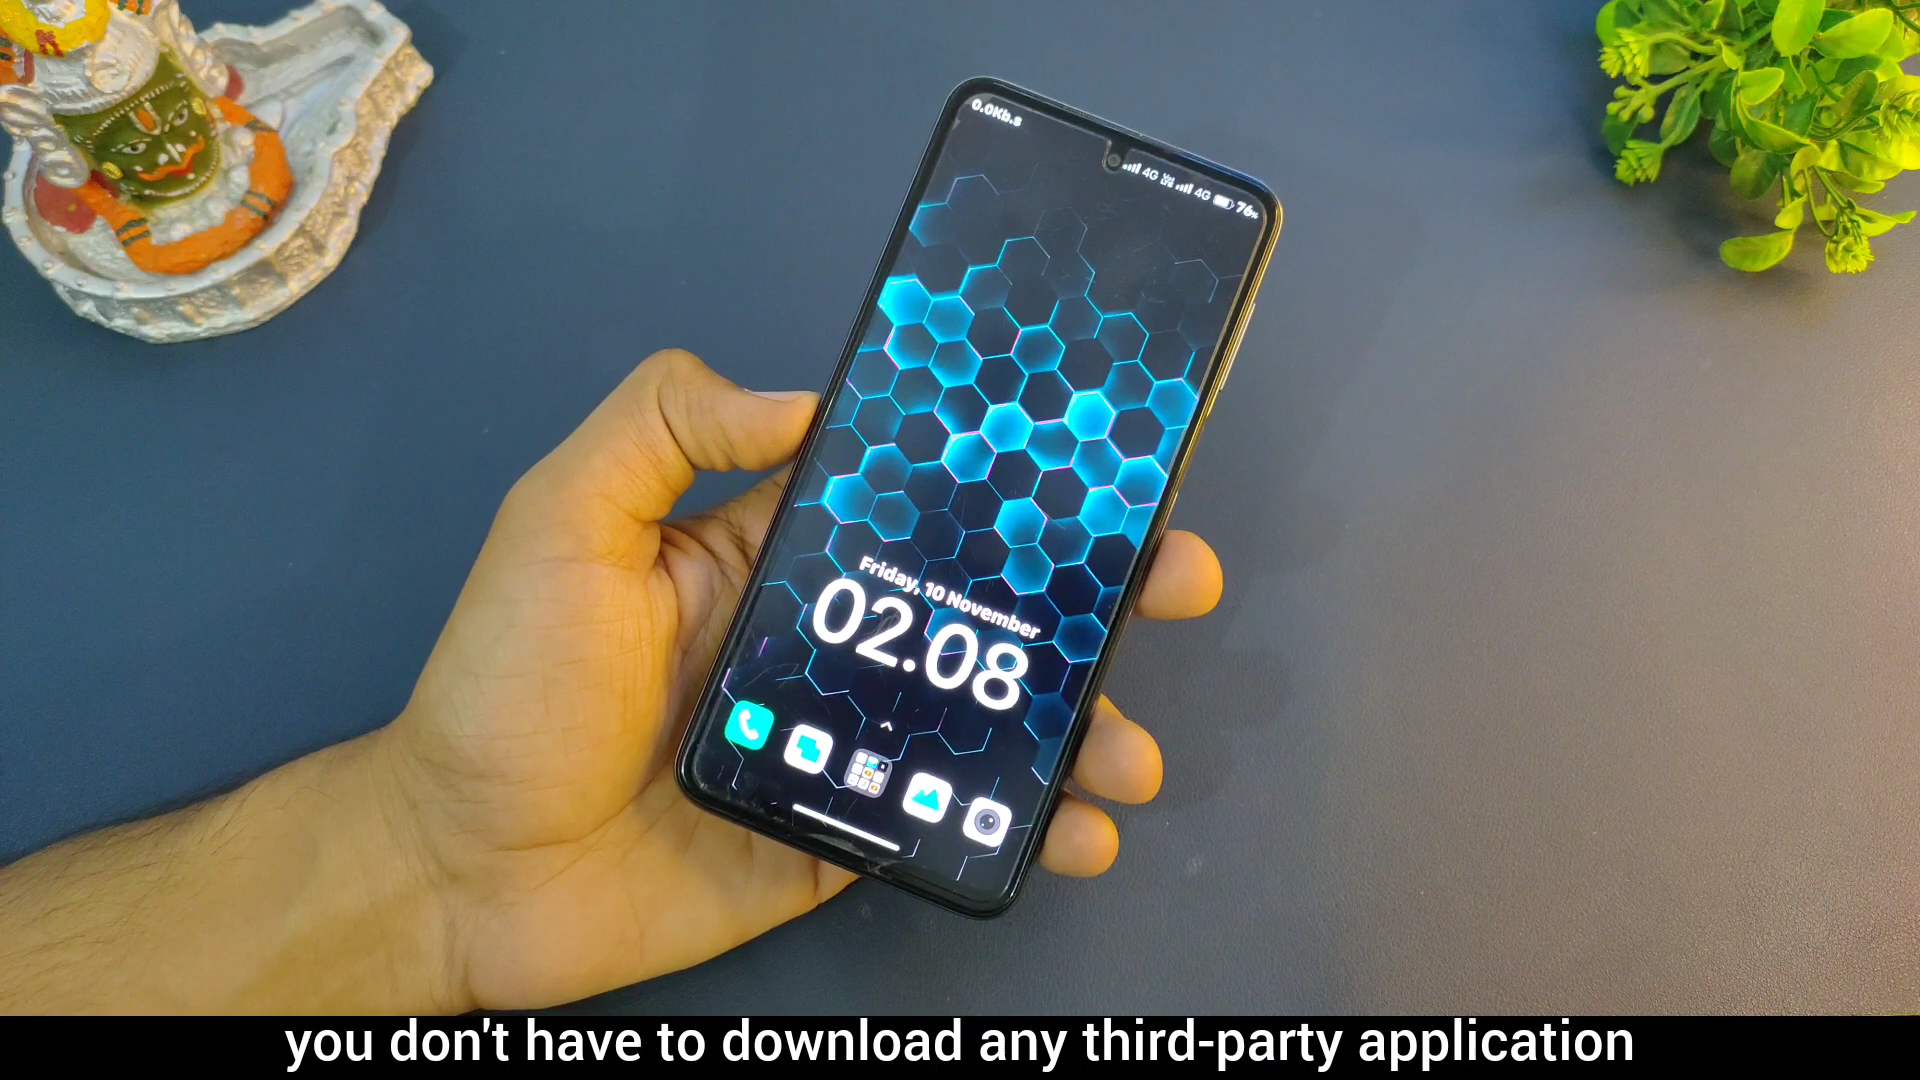 0.0Kb.s
4G 4G 76%
Friday, 10 November
02.08
you don't have to download any third-party application